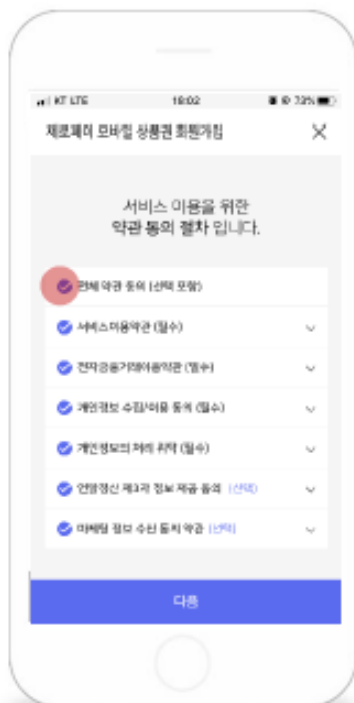 KT LTE 18:02 73%
제로페이 모바일 상품권 회원가입
서비스 이용을 위한
약관 동의 절차 입니다.
전체 약관 동의 (선택 포함)
서비스이용약관 (필수)
전자금융거래이용약관 (필수)
개인정보 수집/이용 동의 (필수)
개인정보의 처리 위탁 (필수)
연말정산 제3자 정보 제공 동의 (선택)
마케팅 정보 수신 동의 약관 (선택)
다음